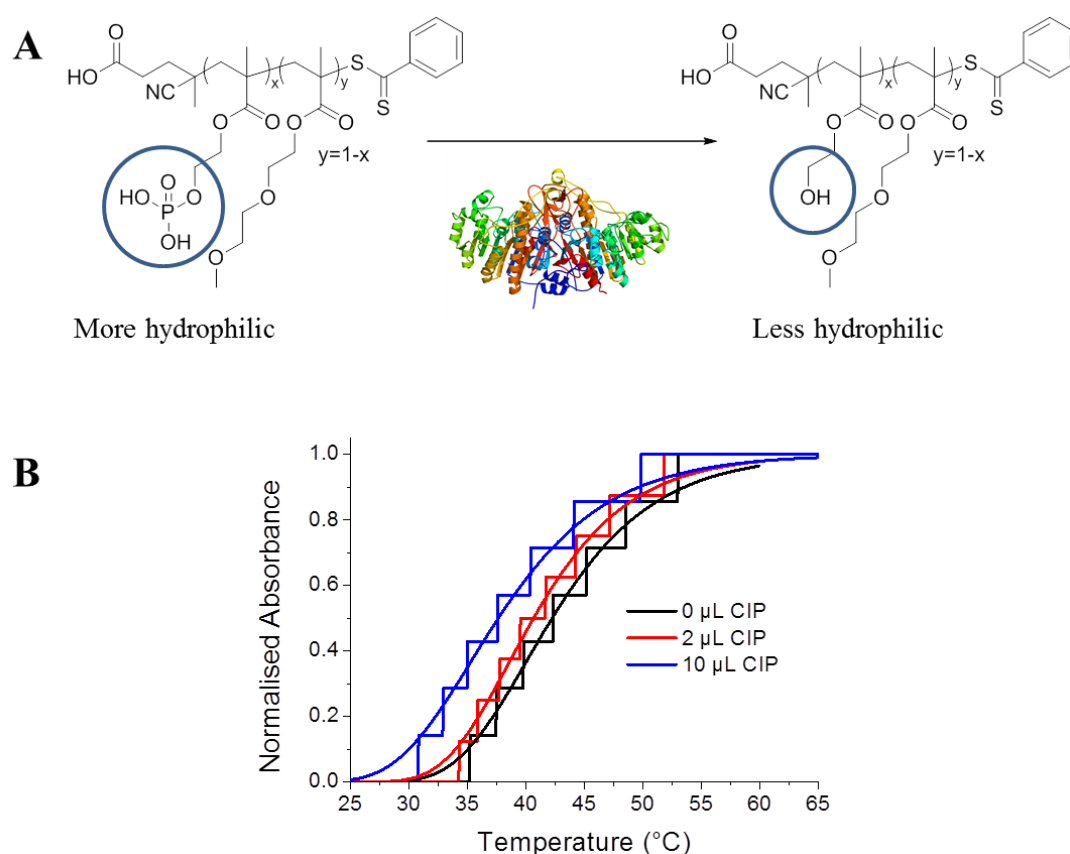 A
O
HO
NC
x
y
S
S
O
O
O
O
y=1-x
HO
O
P
O
OH
O
O
More hydrophilic
O
HO
NC
x
y
S
S
O
O
O
O
y=1-x
OH
O
O
Less hydrophilic
B
Normalised Absorbance
1.0
0.8
0.6
0.4
0.2
0.0
0 µL CIP
2 µL CIP
10 µL CIP
25 30 35 40 45 50 55 60 65
Temperature (°C)